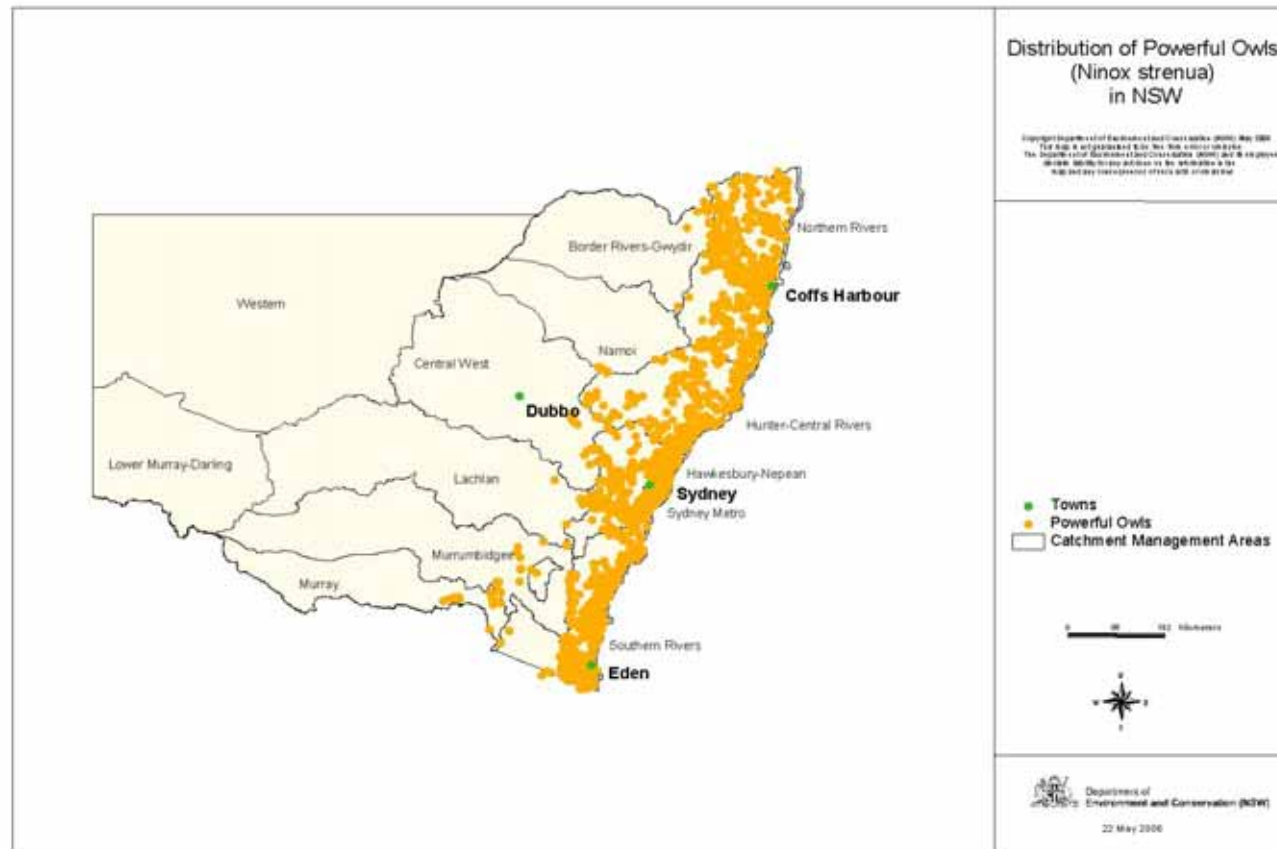 Distribution of Powerful Owls
(Ninox strenua)
in NSW
Northern Rivers
Border Rivers-Gwydir
Coffs Harbour
Western
Namoi
Central West
Dubbo
Hunter-Central Rivers
Lower Murray-Darling
Lachlan
Hawkesbury-Nepean
Sydney
Sydney Metro
Murrumbidgee
Murray
Southern Rivers
Eden
Towns
Powerful Owls
Catchment Management Areas
0
Kilometers
W E
Department of
Environment and Conservation (NSW)
22 May 2006